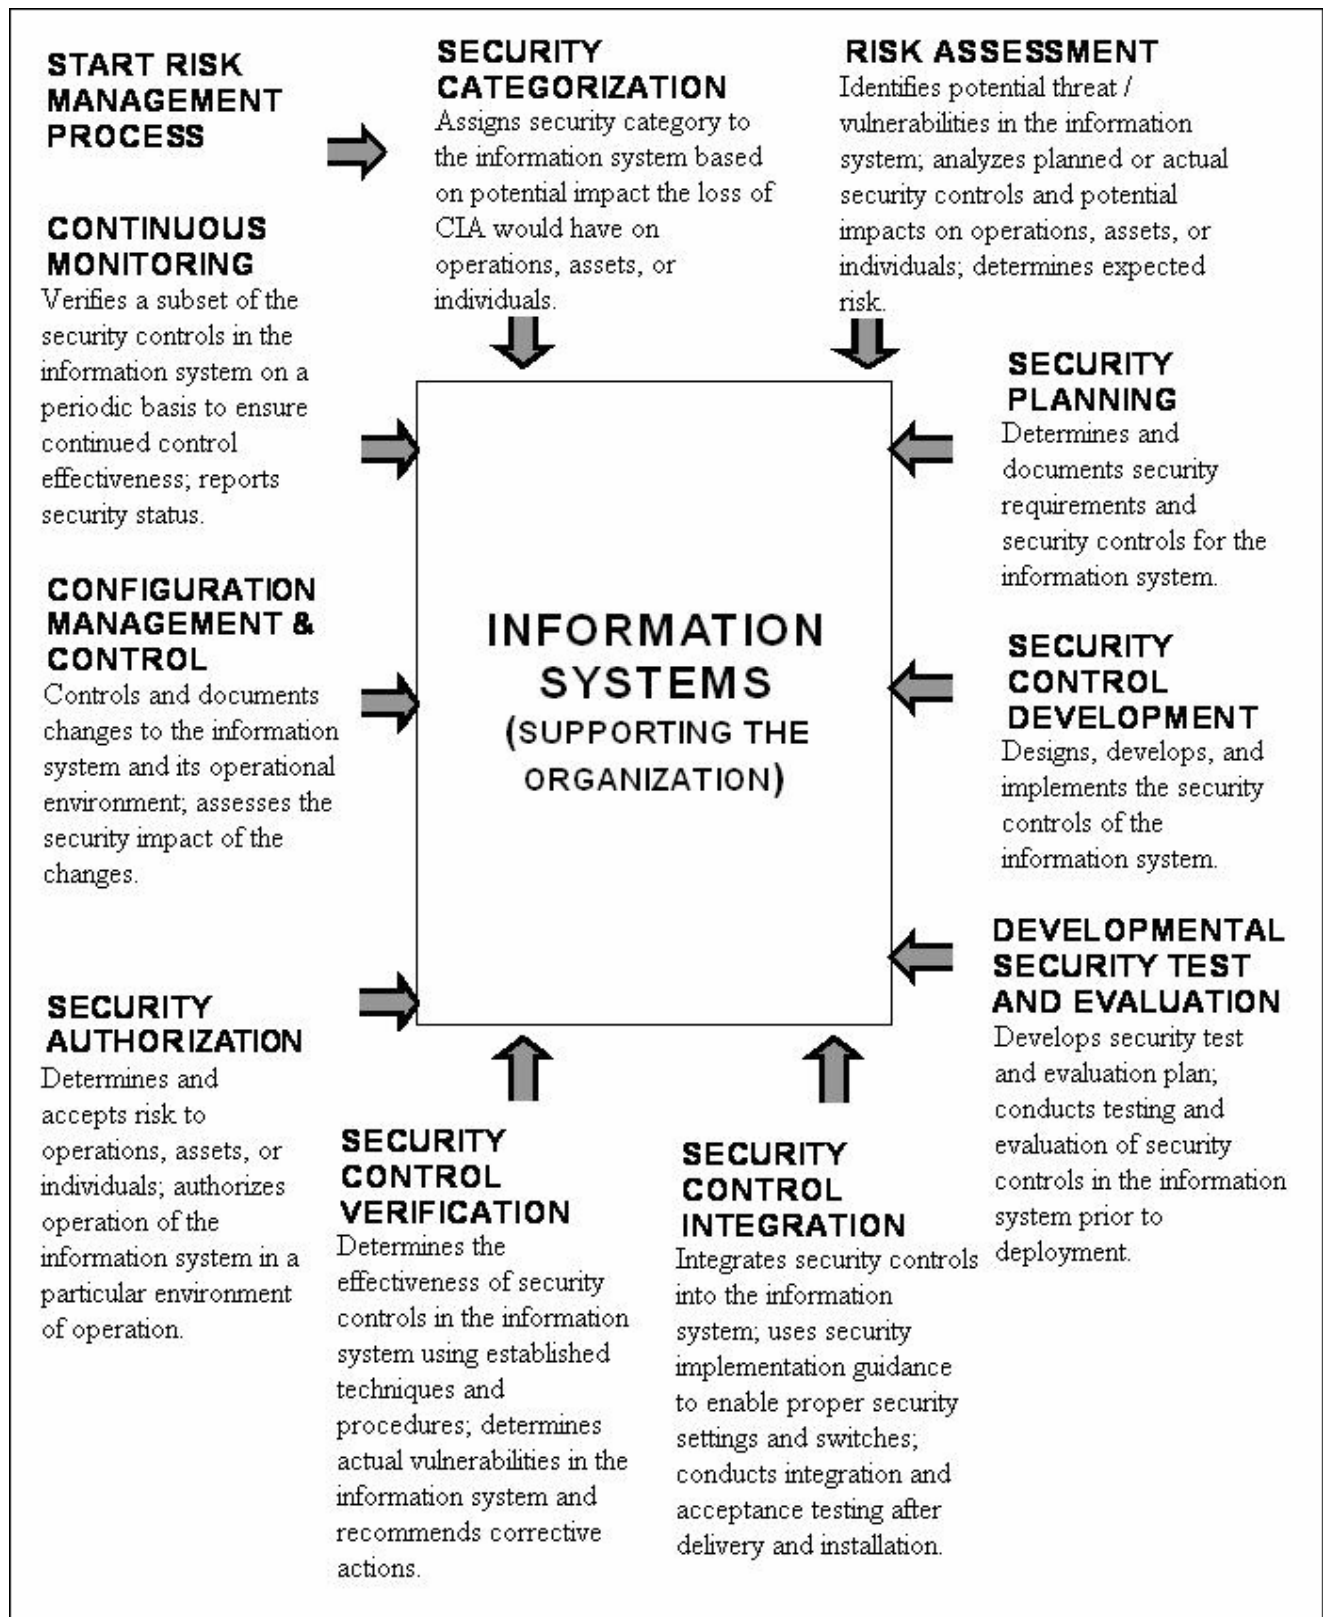 START RISK
MANAGEMENT
PROCESS
SECURITY
CATEGORIZATION
Assigns security category to
the information system based
on potential impact the loss of
CIA would have on
operations, assets, or
individuals.
RISK ASSESSMENT
Identifies potential threat /
vulnerabilities in the information
system; analyzes planned or actual
security controls and potential
impacts on operations, assets, or
individuals; determines expected
risk.
SECURITY
PLANNING
Determines and
documents security
requirements and
security controls for the
information system.
SECURITY
CONTROL
DEVELOPMENT
Designs, develops, and
implements the security
controls of the
information system.
DEVELOPMENTAL
SECURITY TEST
AND EVALUATION
Develops security test
and evaluation plan;
conducts testing and
evaluation of security
controls in the information
system prior to
deployment.
SECURITY
CONTROL
INTEGRATION
Integrates security controls
into the information
system; uses security
implementation guidance
to enable proper security
settings and switches;
conducts integration and
acceptance testing after
delivery and installation.
SECURITY
CONTROL
VERIFICATION
Determines the
effectiveness of security
controls in the information
system using established
techniques and
procedures; determines
actual vulnerabilities in the
information system and
recommends corrective
actions.
SECURITY
AUTHORIZATION
Determines and
accepts risk to
operations, assets, or
individuals; authorizes
operation of the
information system in a
particular environment
of operation.
CONFIGURATION
MANAGEMENT &
CONTROL
Controls and documents
changes to the information
system and its operational
environment; assesses the
security impact of the
changes.
CONTINUOUS
MONITORING
Verifies a subset of the
security controls in the
information system on a
periodic basis to ensure
continued control
effectiveness; reports
security status.
INFORMATION
SYSTEMS
(SUPPORTING THE
ORGANIZATION)